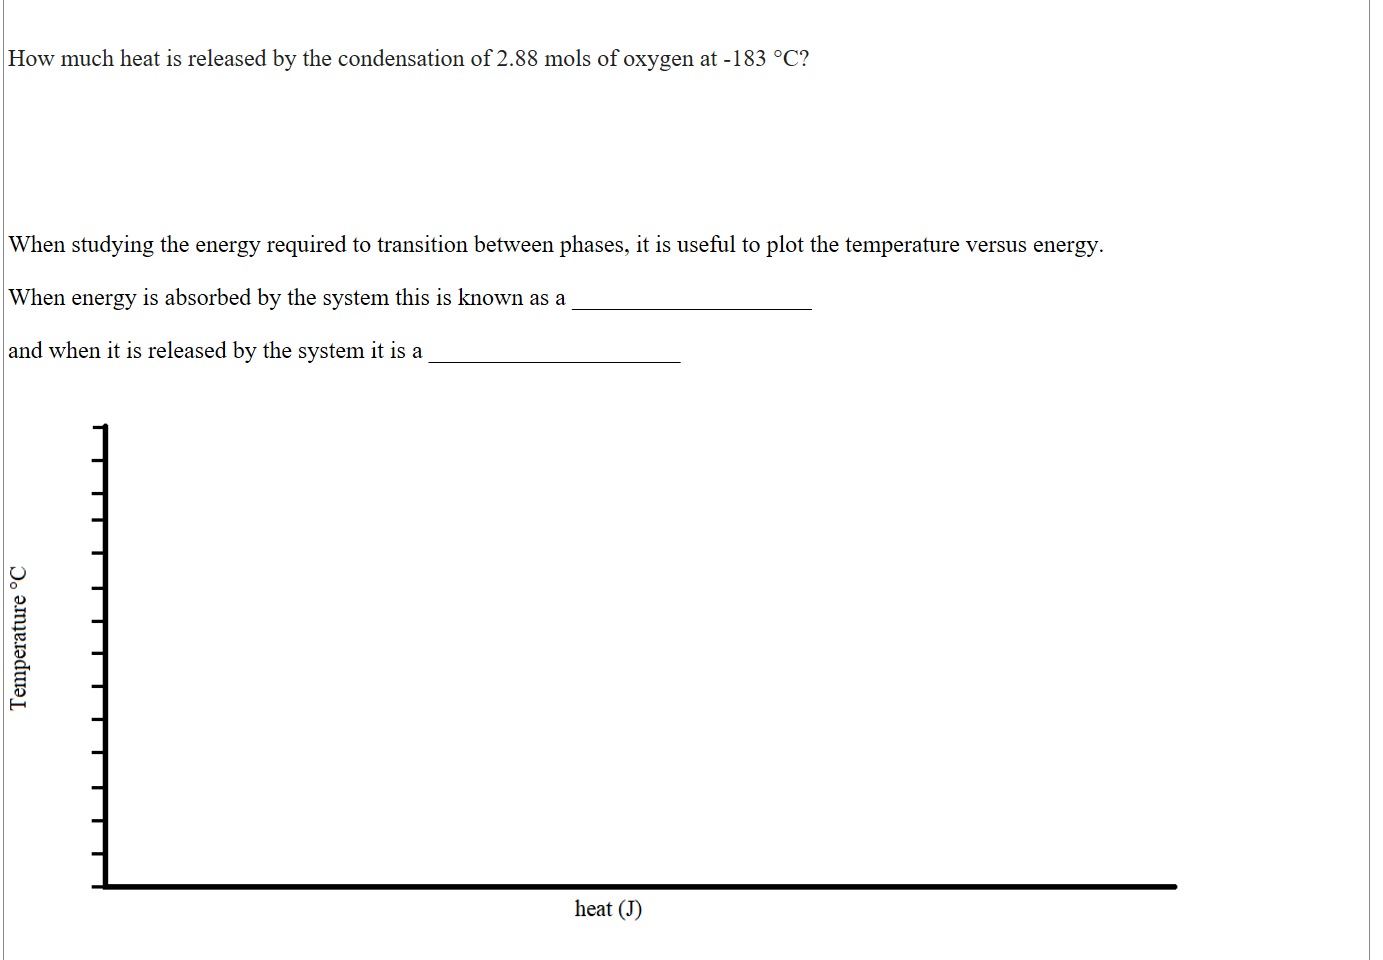 How much heat is released by the condensation of 2.88 mols of oxygen at -183 °C?
When studying the energy required to transition between phases, it is useful to plot the temperature versus energy.
When energy is absorbed by the system this is known as a ____________________
and when it is released by the system it is a _____________________
Temperature °C
heat (J)